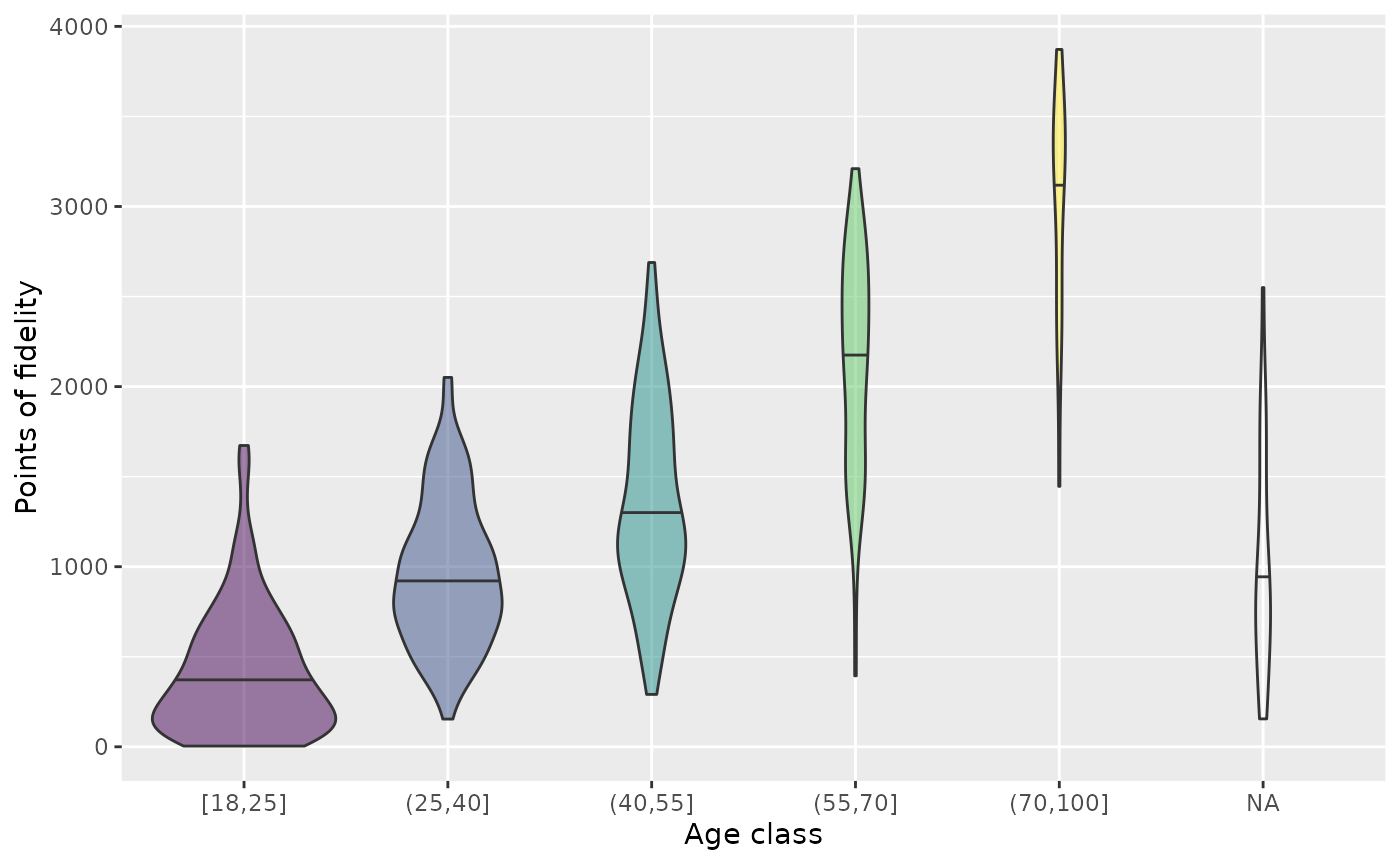 4000
3000
2000
1000
0
Points of fidelity
[18,25] (25,40] (40,55] (55,70] (70,100] NA
Age class